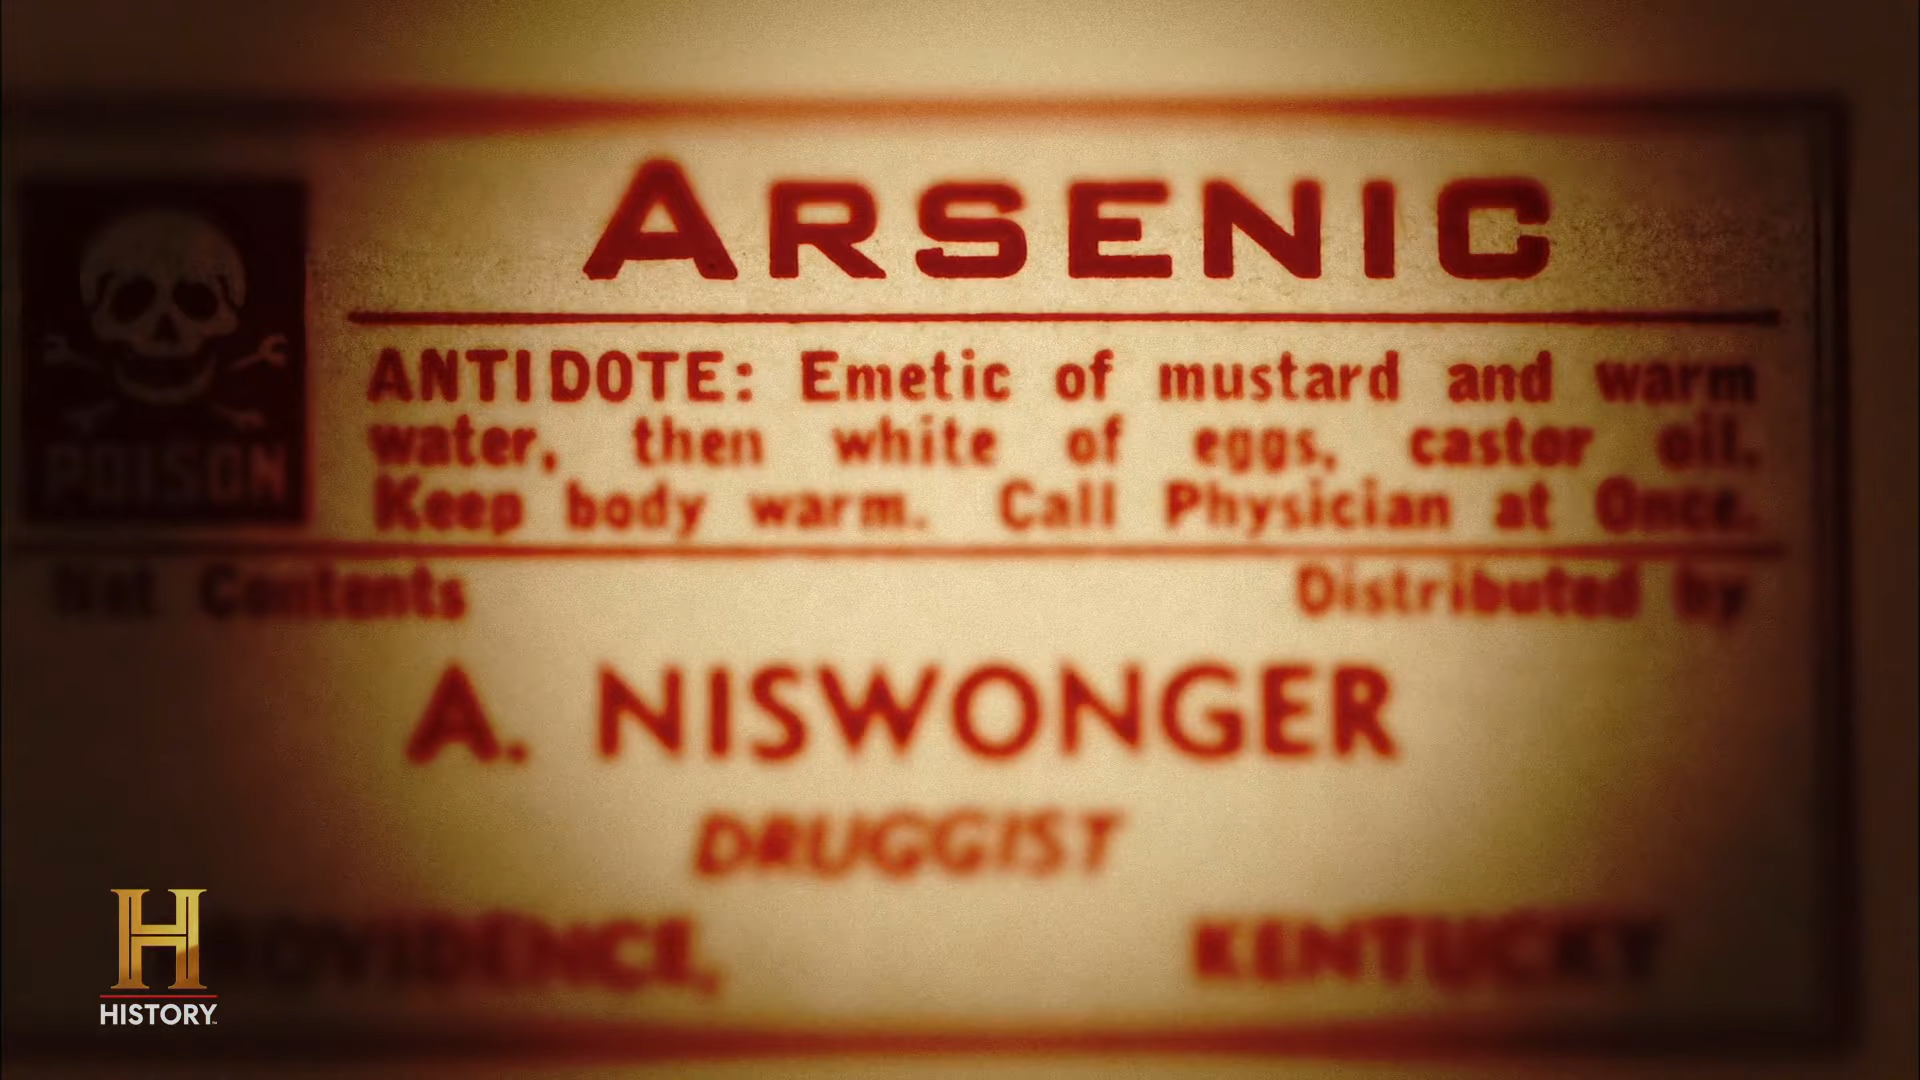 ARSENIC
POISON
ANTIDOTE: Emetic of mustard and warm
water, then white of eggs, castor oil.
Keep body warm. Call Physician at Once.
Net Contents
Distributed by
A. NISWONGER
DRUGGIST
ROVIDENCE,
KENTUCKY
H
HISTORY